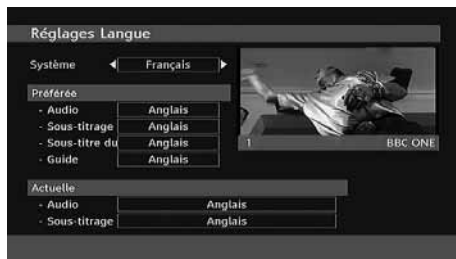 Réglages Langue
Système Français
Préférée
- Audio Anglais
- Sous-titrage Anglais
- Sous-titre du Anglais
- Guide Anglais
1 BBC ONE
Actuelle
- Audio Anglais
- Sous-titrage Anglais